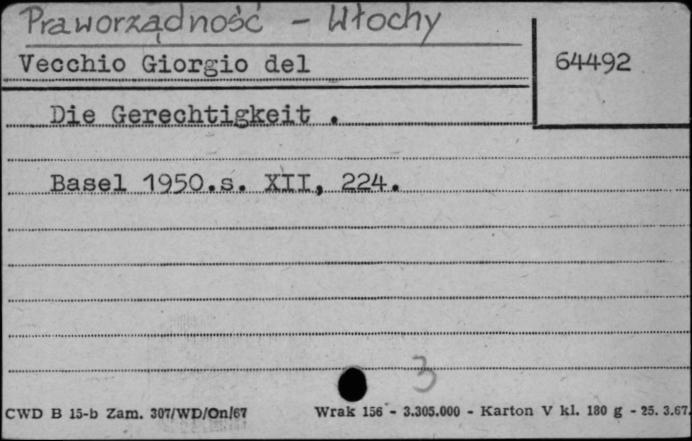 Praworządność - Włochy
Vecchio Giorgio del
64492
Die Gerechtigkeit .
Basel 1950.s. XII, 224.
3
CWD B 15-b Zam. 307/WD/On/67 Wrak 156 - 3.305.000 - Karton V kl. 180 g - 25. 3.67.